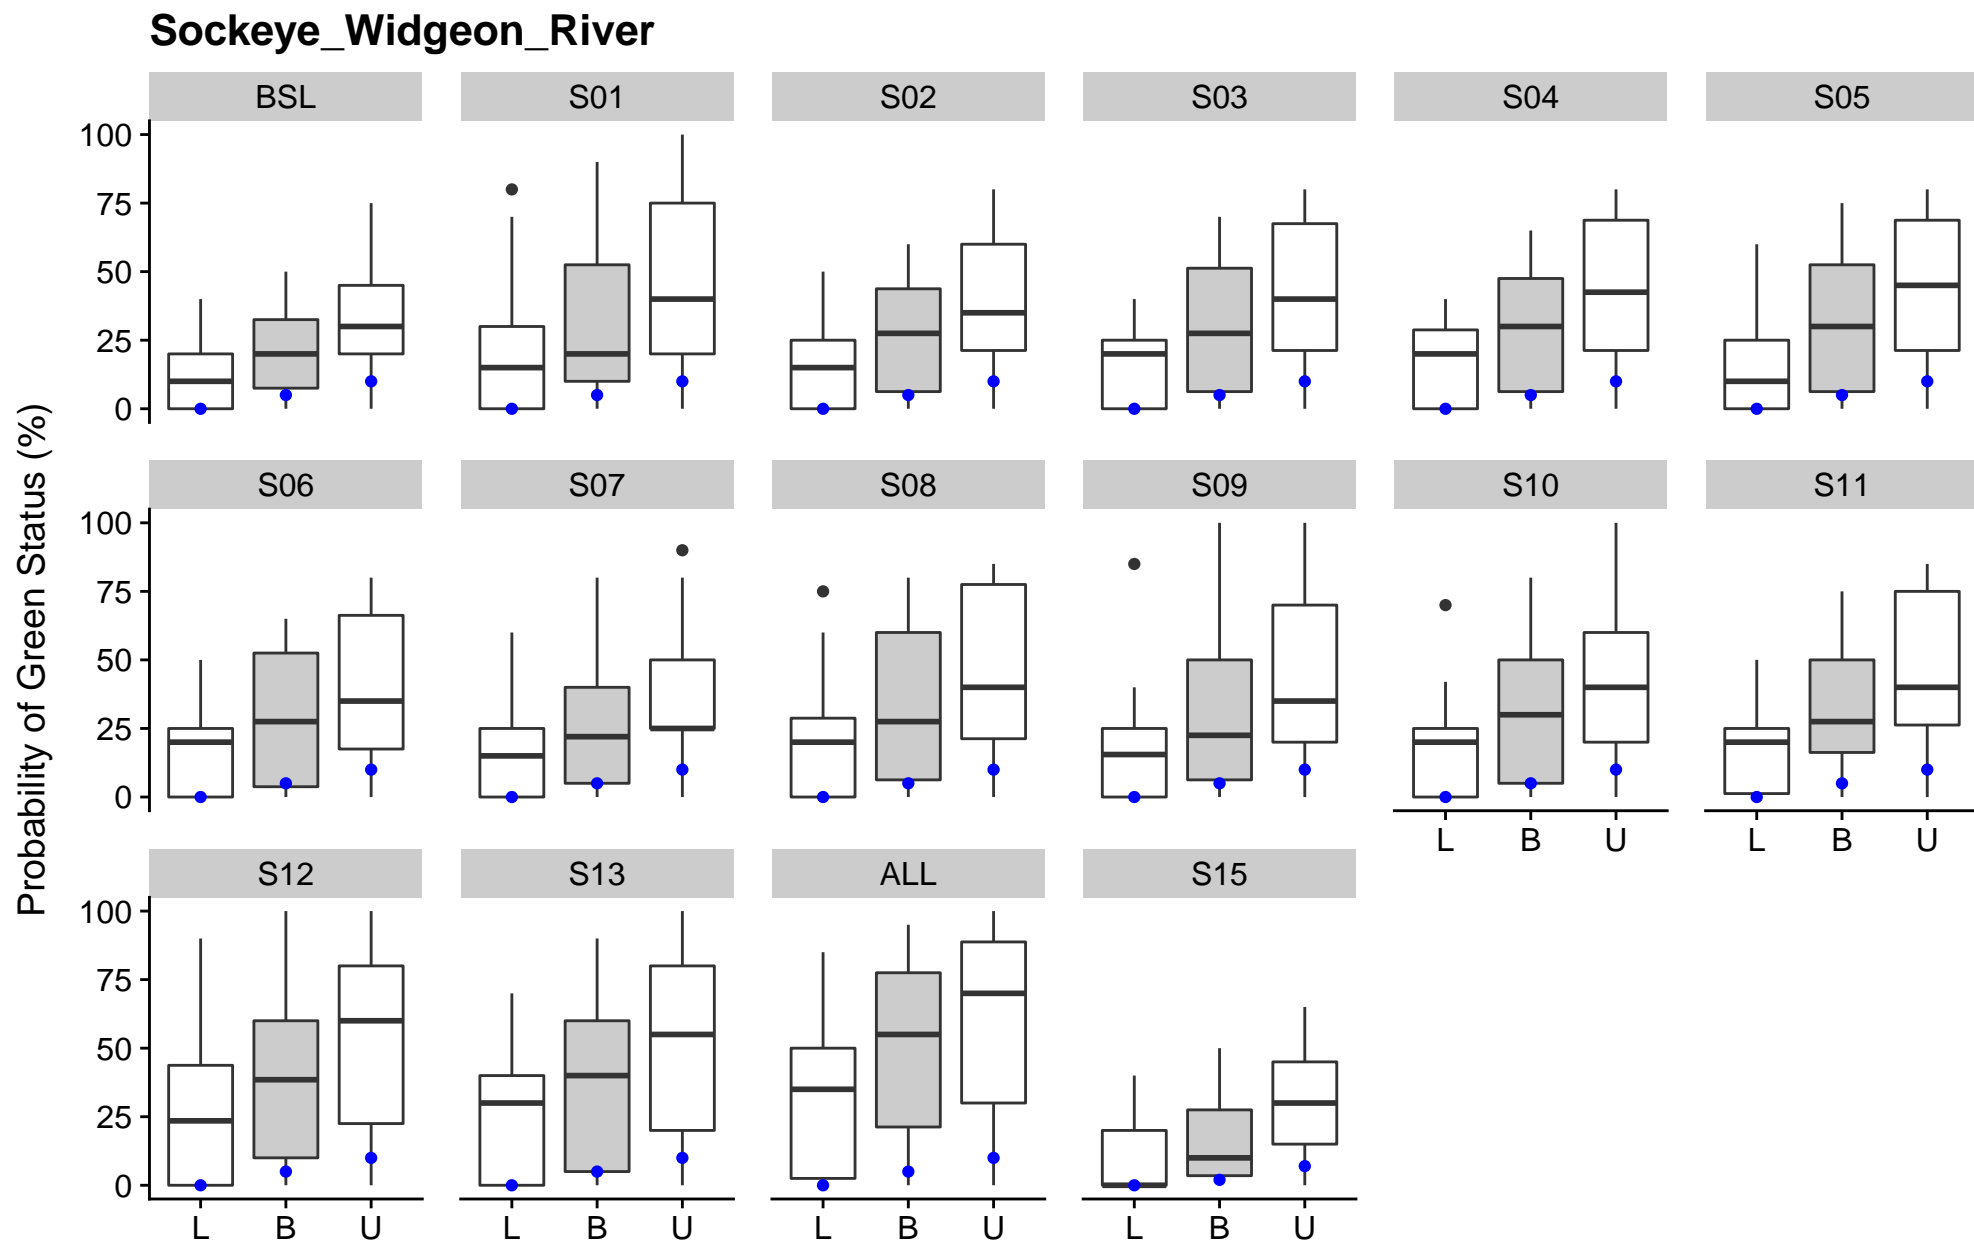 Sockeye_Widgeon_River
BSL S01 S02 S03 S04 S05
100
75
50
25
0
S06 S07 S08 S09 S10 S11
100
75
50
25
0
L B U L B U
S12 S13 ALL S15
100
75
50
25
0
L B U L B U L B U L B U
Probability of Green Status (%)